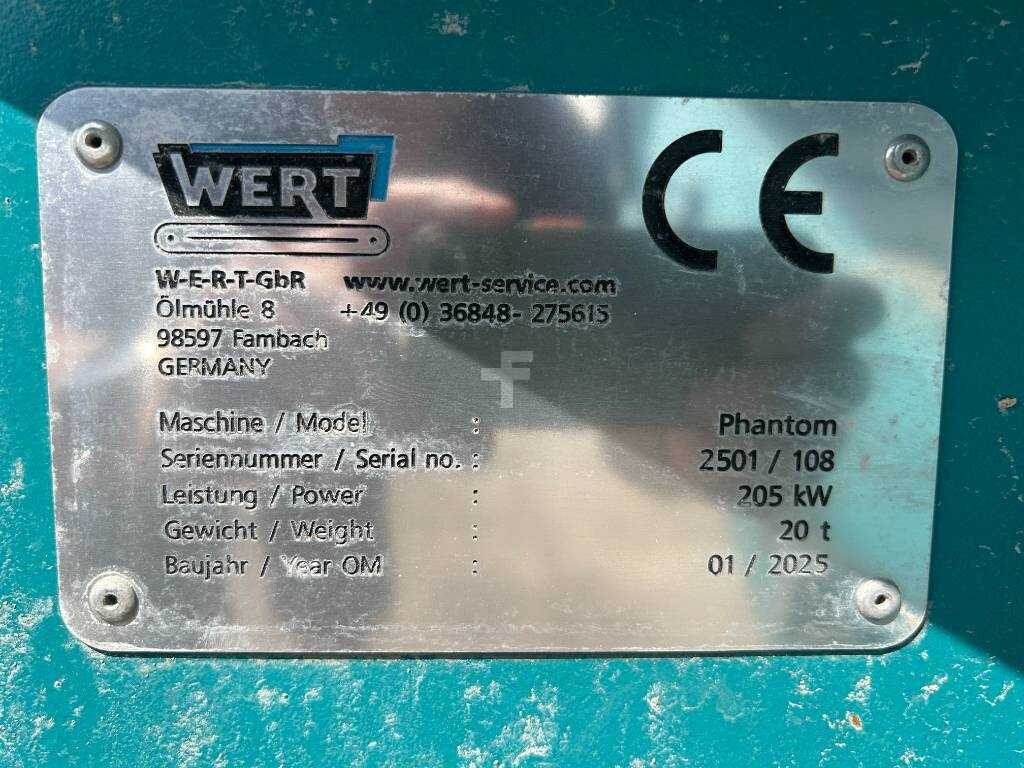 WERT
CE
W-E-R-T-GbR www.wert-service.com
Ölmühle 8 +49 (0) 36848- 275615
98597 Fambach
GERMANY
F
Maschine / Model : Phantom
Seriennummer / Serial no. : 2501 / 108
Leistung / Power : 205 kW
Gewicht / Weight : 20 t
Baujahr / Year OM : 01 / 2025